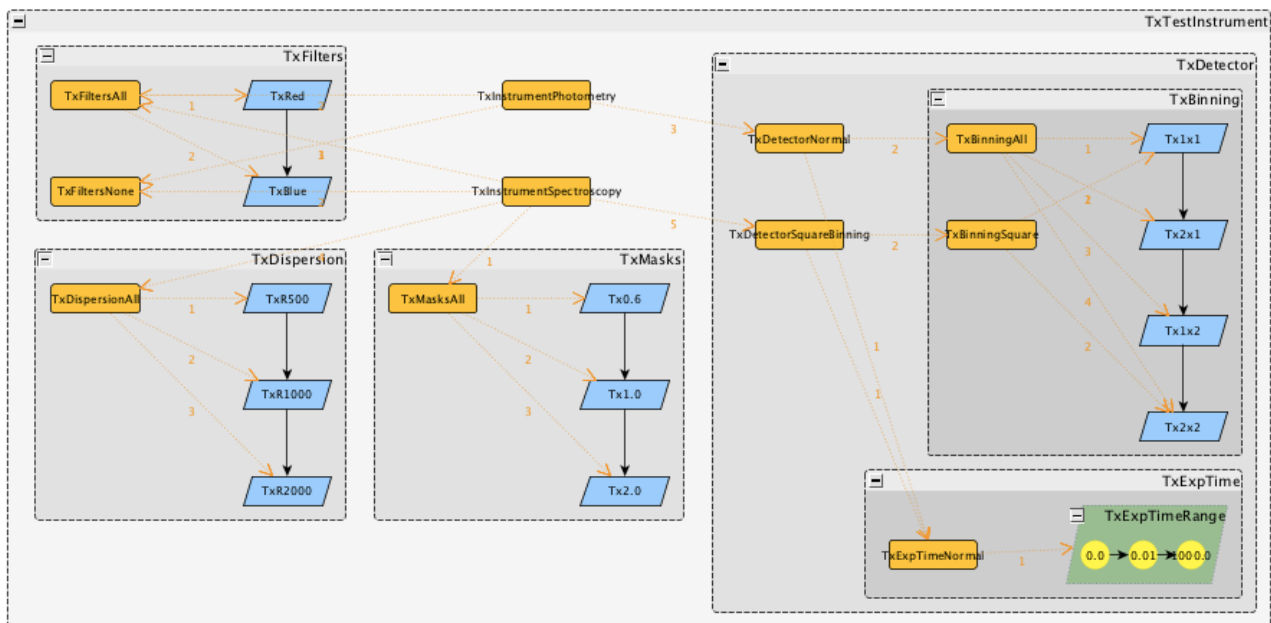 TxTestInstrument
TxFilters
TxFiltersAll
1
TxRed
2
TxFiltersNone
TxBlue
TxInstrumentPhotometry
3
TxInstrumentSpectroscopy
5
TxDispersion
TxDispersionAll
1
TxR500
2
TxR1000
3
TxR2000
TxMasks
1
TxMasksAll
1
Tx0.6
2
Tx1.0
3
Tx2.0
TxDetector
TxDetectorNormal
2
TxDetectorSquareBinning
2
1
1
TxBinning
TxBinningAll
1
Tx1x1
TxBinningSquare
Tx2x1
3
4
Tx1x2
2
Tx2x2
TxExpTime
TxExpTimeNormal
1
TxExpTimeRange
0.0
0.01
1000.0